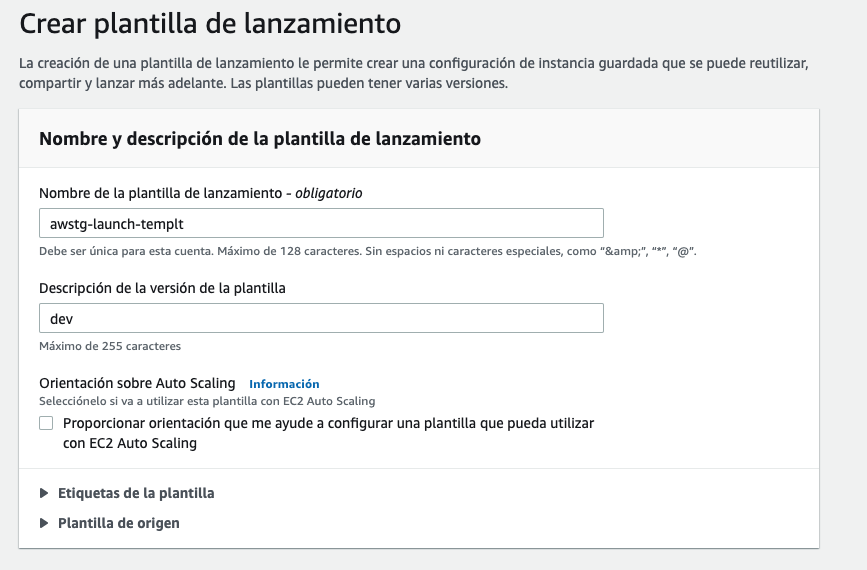 Crear plantilla de lanzamiento
La creación de una plantilla de lanzamiento le permite crear una configuración de instancia guardada que se puede reutilizar,
compartir y lanzar más adelante. Las plantillas pueden tener varias versiones.
Nombre y descripción de la plantilla de lanzamiento
Nombre de la plantilla de lanzamiento - obligatorio
awstg-launch-templt
Debe ser única para esta cuenta. Máximo de 128 caracteres. Sin espacios ni caracteres especiales, como “&amp;”, “*”, “@”.
Descripción de la versión de la plantilla
dev
Máximo de 255 caracteres
Orientación sobre Auto Scaling Información
Selecciónelo si va a utilizar esta plantilla con EC2 Auto Scaling
Proporcionar orientación que me ayude a configurar una plantilla que pueda utilizar
con EC2 Auto Scaling
Etiquetas de la plantilla
Plantilla de origen